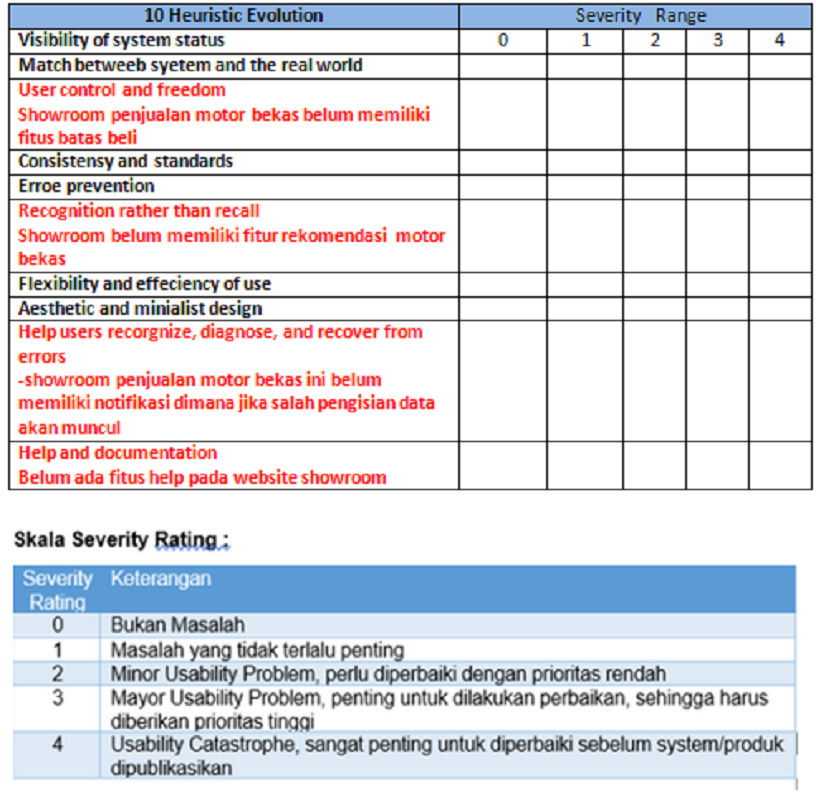 10 Heuristic Evolution Severity Range
Visibility of system status 0 1 2 3 4
Match betweeb syetem and the real world
User control and freedom
Showroom penjualan motor bekas belum memiliki
fitus batas beli
Consistency and standards
Erroe prevention
Recognition rather than recall
Showroom belum memiliki fitur rekomendasi motor
bekas
Flexibility and effeciency of use
Aesthetic and minialist design
Help users recorgnize, diagnose, and recover from
errors
-showroom penjualan motor bekas ini belum
memiliki notifikasi dimana jika salah pengisian data
akan muncul
Help and documentation
Belum ada fitus help pada website showroom
Skala Severity Rating :
Severity Keterangan
Rating
0 Bukan Masalah
1 Masalah yang tidak terlalu penting
2 Minor Usability Problem, perlu diperbaiki dengan prioritas rendah
3 Mayor Usability Problem, penting untuk dilakukan perbaikan, sehingga harus
diberikan prioritas tinggi
4 Usability Catastrophe, sangat penting untuk diperbaiki sebelum system/produk
dipublikasikan